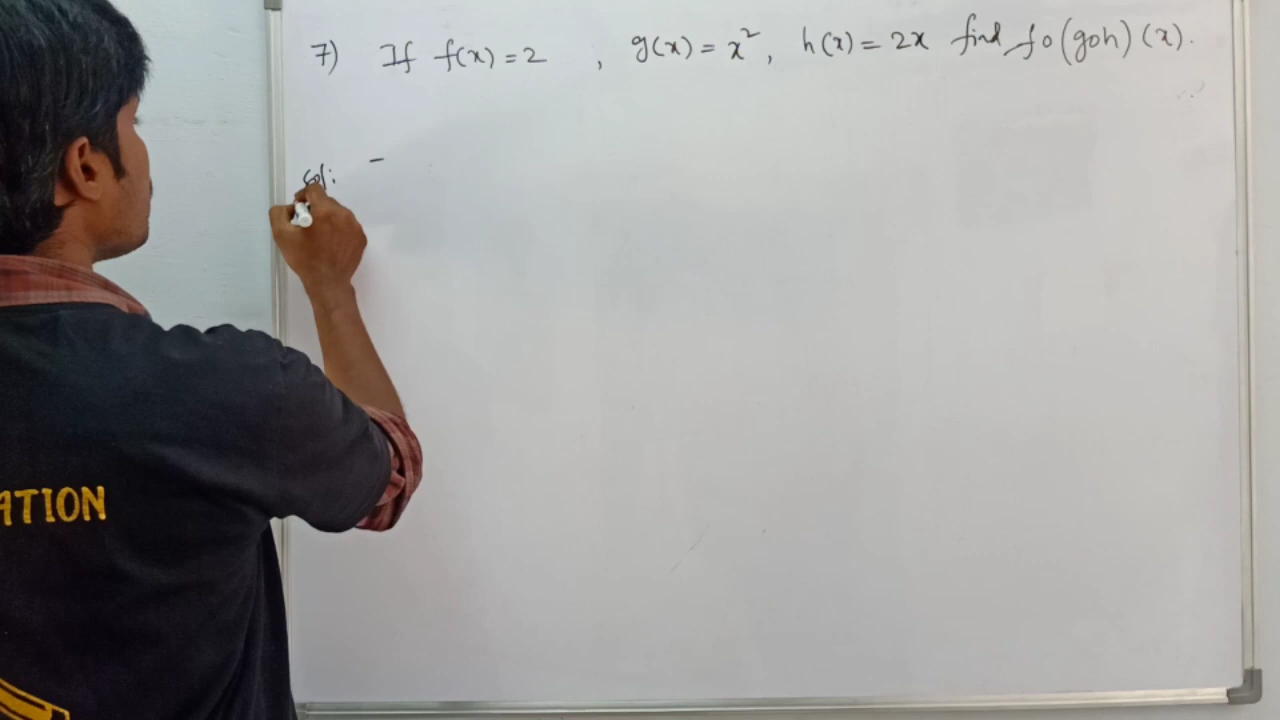 7) If f(x) = 2 , g(x) = x², h(x) = 2x find fo(goh)(x).
Sol: -
ATION